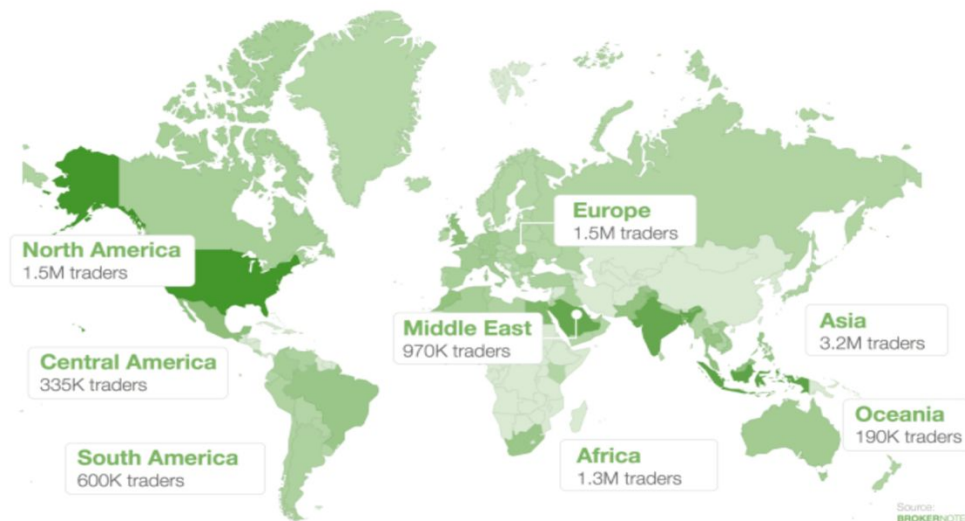 Europe
1.5M traders
North America
1.5M traders
Middle East
970K traders
Asia
3.2M traders
Central America
335K traders
Oceania
190K traders
South America
600K traders
Africa
1.3M traders
Source:
BROKERNOTE